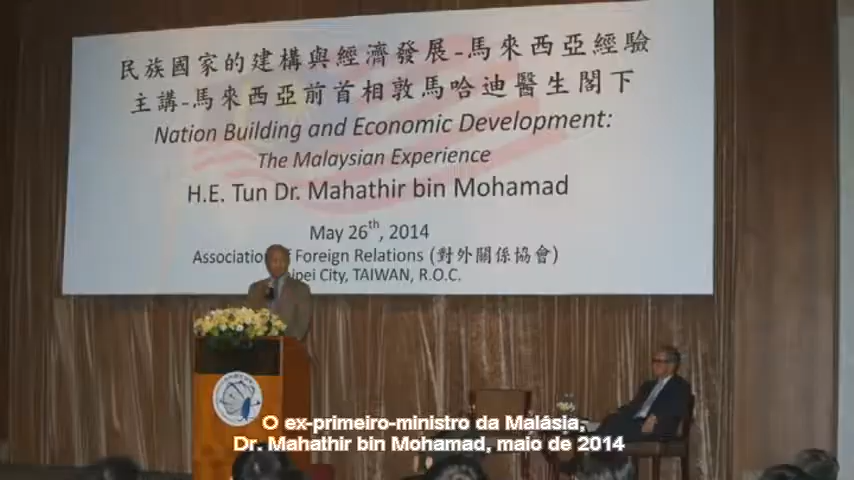 民族國家的建構與經濟發展-馬來西亞經驗
主講-馬來西亞前首相敦馬哈迪醫生閣下
Nation Building and Economic Development:
The Malaysian Experience
H.E. Tun Dr. Mahathir bin Mohamad
May 26th, 2014
Association f Foreign Relations (對外關係協會)
ipei City, TAIWAN, R.O.C.
O ex-primeiro-ministro da Malásia,
Dr. Mahathir bin Mohamad, maio de 2014